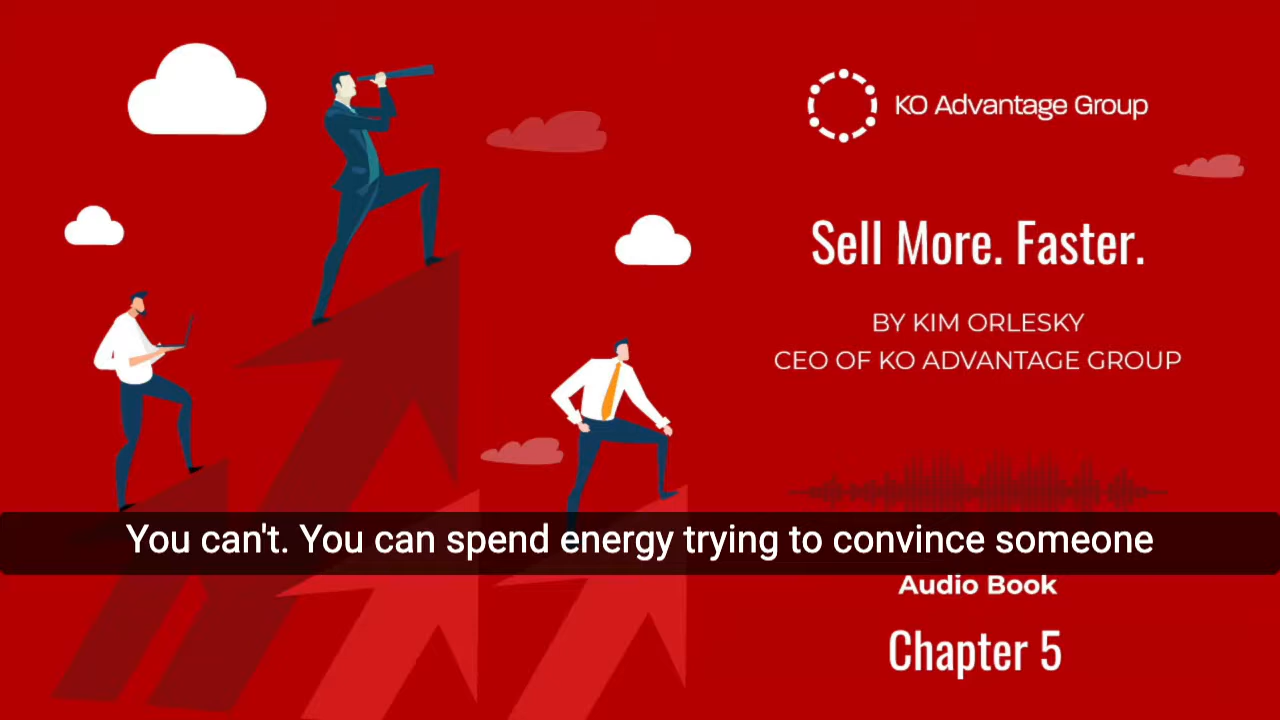 KO Advantage Group
Sell More. Faster.
BY KIM ORLESKY
CEO OF KO ADVANTAGE GROUP
You can't. You can spend energy trying to convince someone
Audio Book
Chapter 5